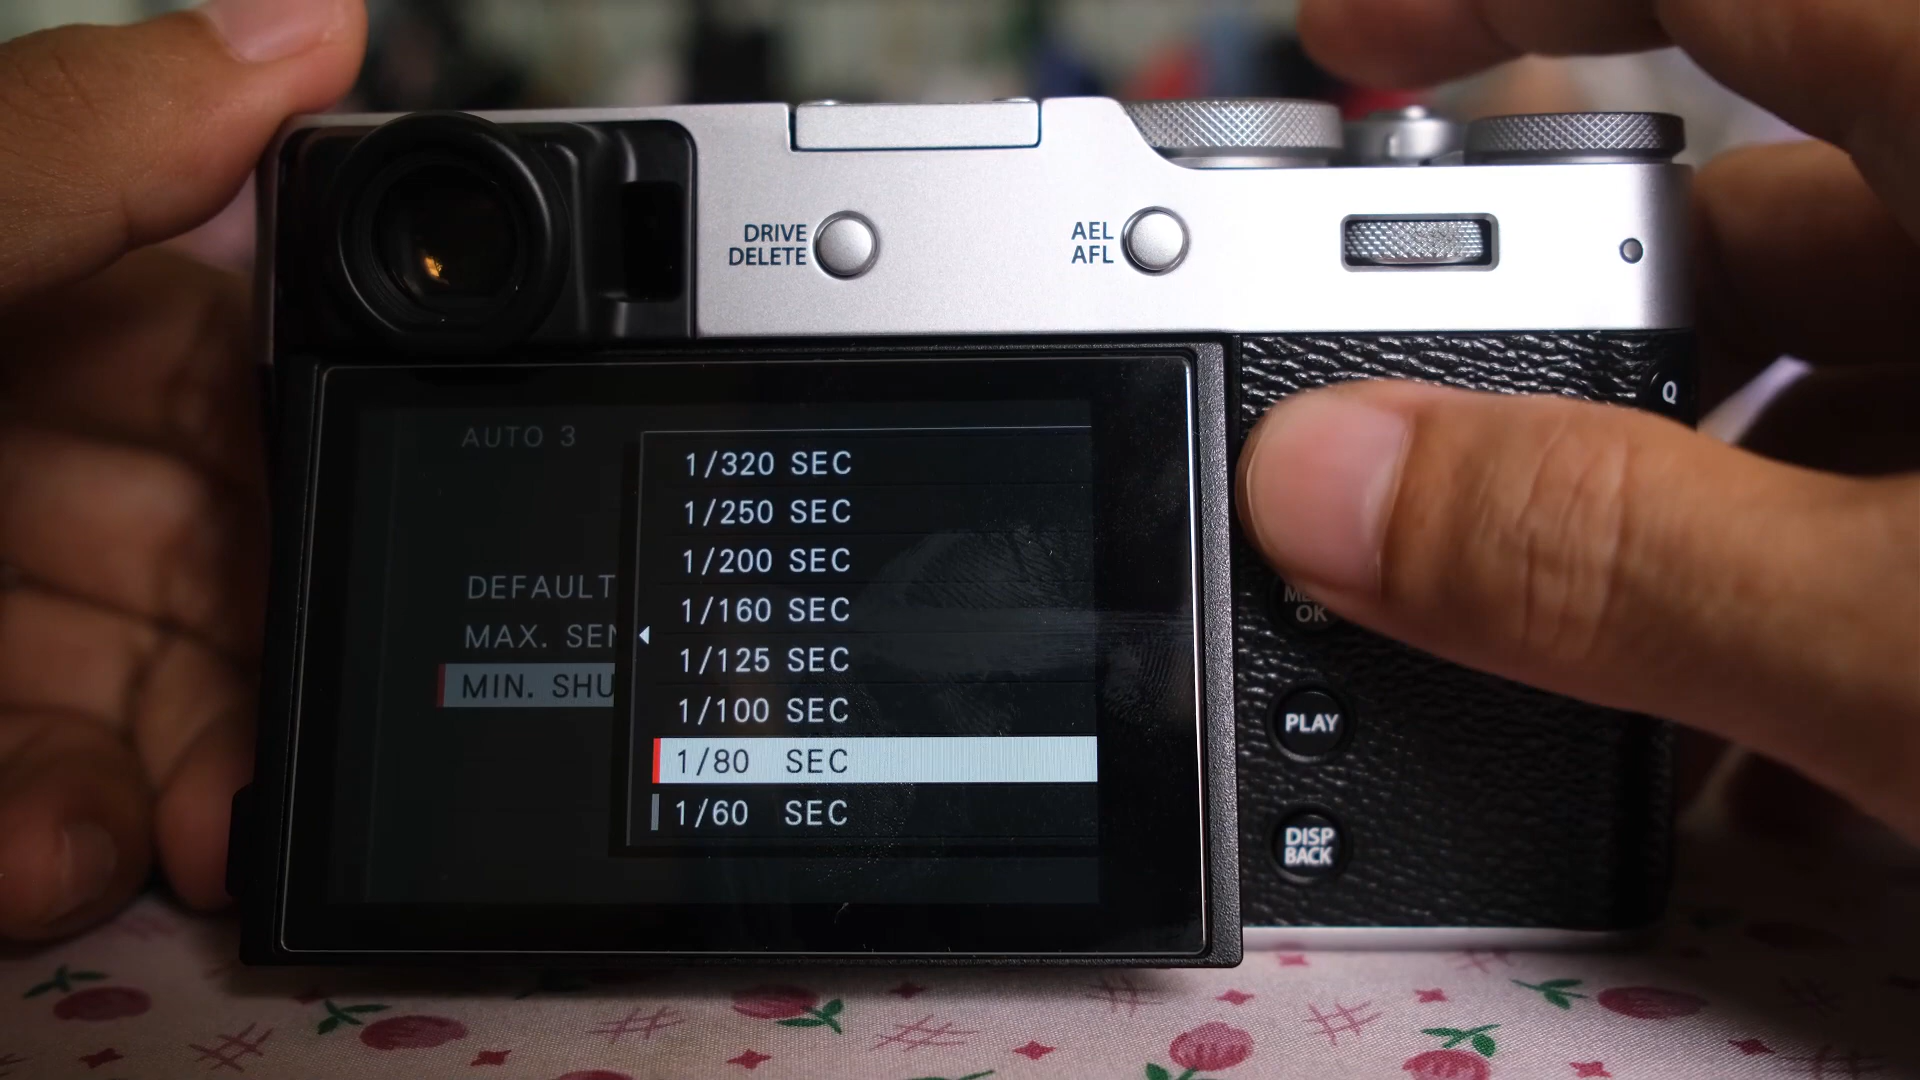 DRIVE
DELETE
AEL
AFL
Q
AUTO 3
DEFAULT
MAX. SEN
MIN. SHU
1/320 SEC
1/250 SEC
1/200 SEC
1/160 SEC
1/125 SEC
1/100 SEC
1/80 SEC
1/60 SEC
OK
PLAY
DISP
BACK